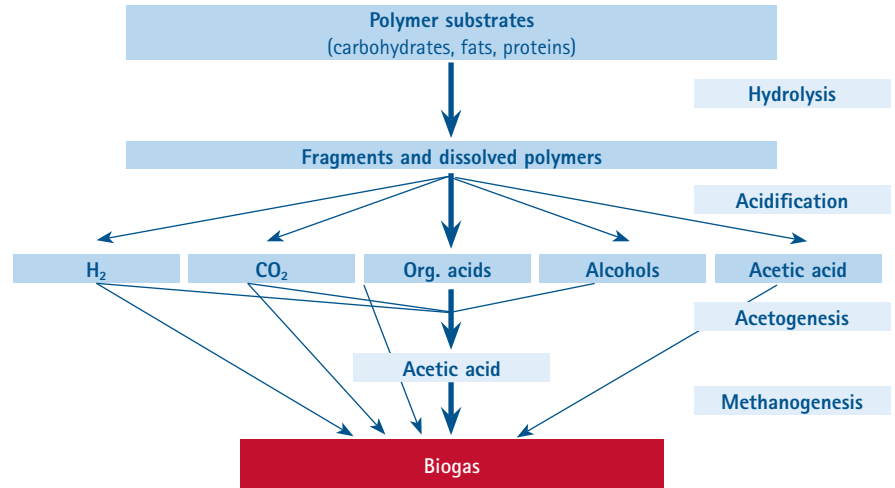 Polymer substrates
(carbohydrates, fats, proteins)
Hydrolysis
Fragments and dissolved polymers
Acidification
H₂
CO₂
Org. acids
Alcohols
Acetic acid
Acetogenesis
Acetic acid
Methanogenesis
Biogas